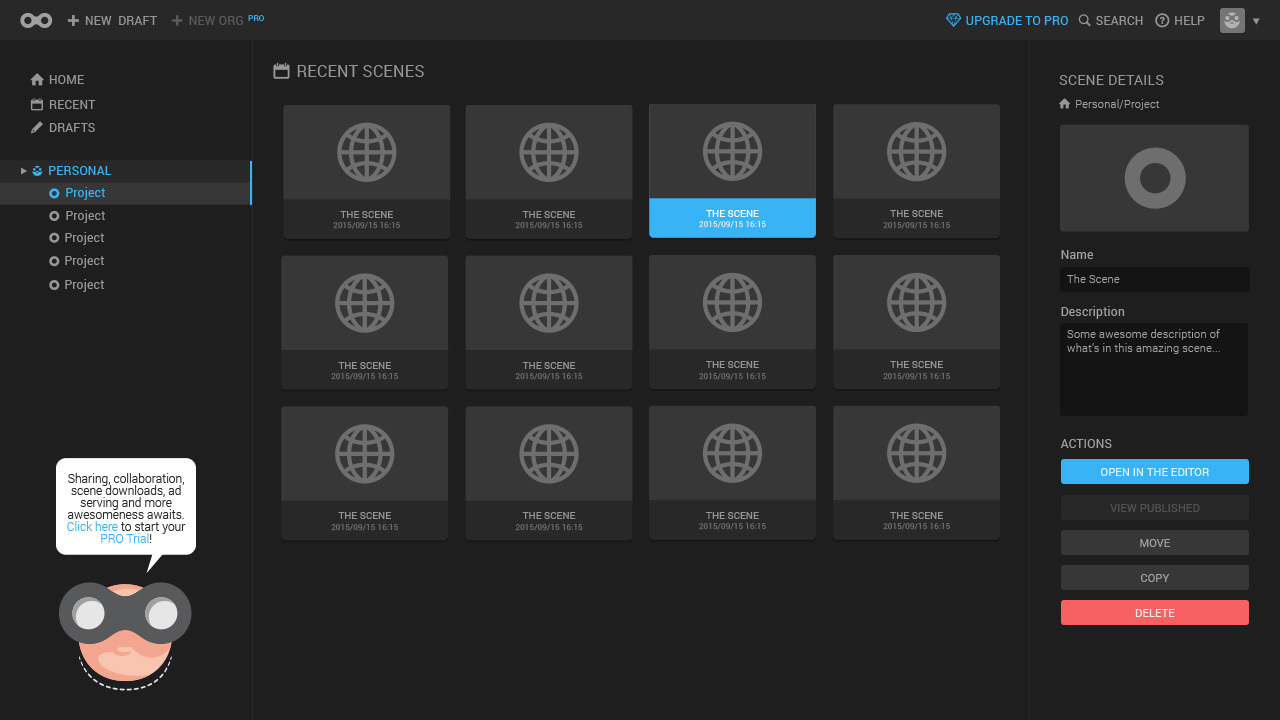 NEW DRAFT
NEW ORG PRO
UPGRADE TO PRO
SEARCH
HELP
HOME
RECENT
DRAFTS
PERSONAL
Project
Project
Project
Project
Project
Sharing, collaboration,
scene downloads, ad
serving and more
awesomeness awaits.
Click here to start your
PRO Trial!
RECENT SCENES
THE SCENE
2015/09/15 16:15
THE SCENE
2015/09/15 16:15
THE SCENE
2015/09/15 16:15
THE SCENE
2015/09/15 16:15
THE SCENE
2015/09/15 16:15
THE SCENE
2015/09/15 16:15
THE SCENE
2015/09/15 16:15
THE SCENE
2015/09/15 16:15
THE SCENE
2015/09/15 16:15
THE SCENE
2015/09/15 16:15
THE SCENE
2015/09/15 16:15
THE SCENE
2015/09/15 16:15
SCENE DETAILS
Personal/Project
Name
The Scene
Description
Some awesome description of
what's in this amazing scene...
ACTIONS
OPEN IN THE EDITOR
VIEW PUBLISHED
MOVE
COPY
DELETE